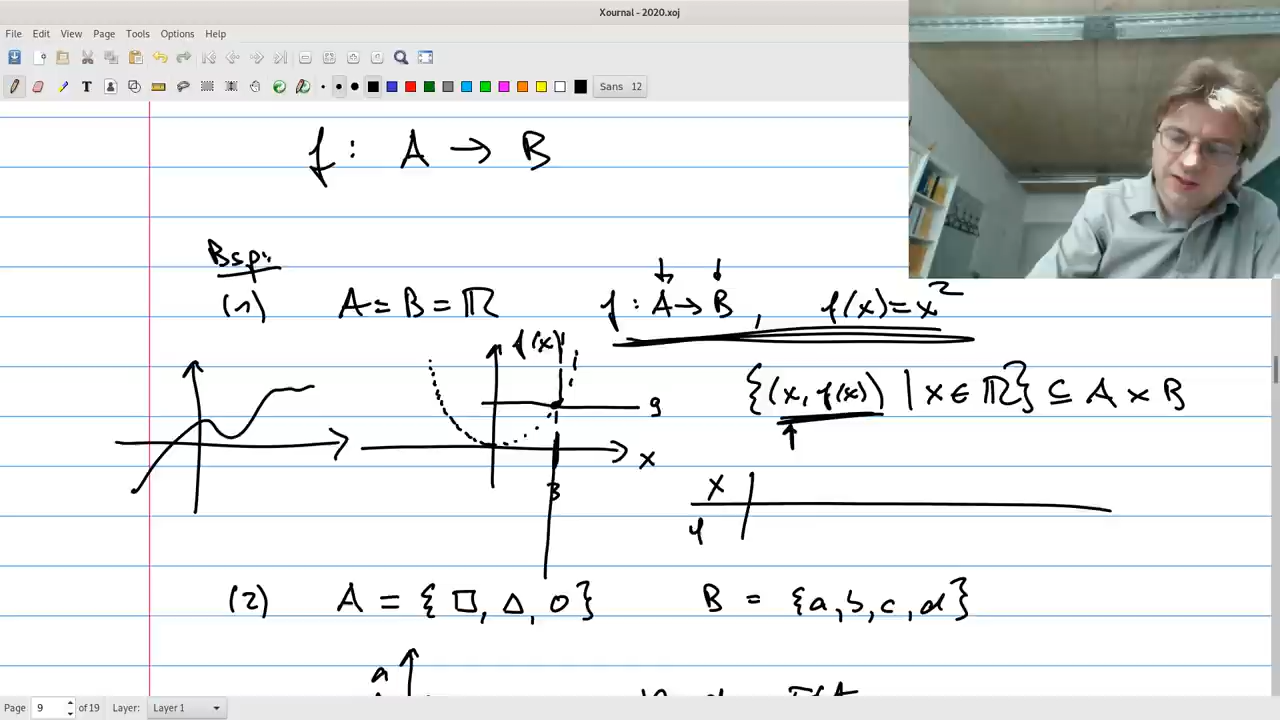 Xournal - 2020.xoj
File Edit View Page Tools Options Help
Sans 12
f : A → B
Bsp.:
(1) A = B = ℝ f : A → B , f(x) = x²
f(x)
{(x, f(x)) | x ∈ ℝ} ⊆ A × B
9
x
3
x
(2) A = {□, △, ○} B = {a, b, c, d}
a
Page 9 of 19 Layer: Layer 1